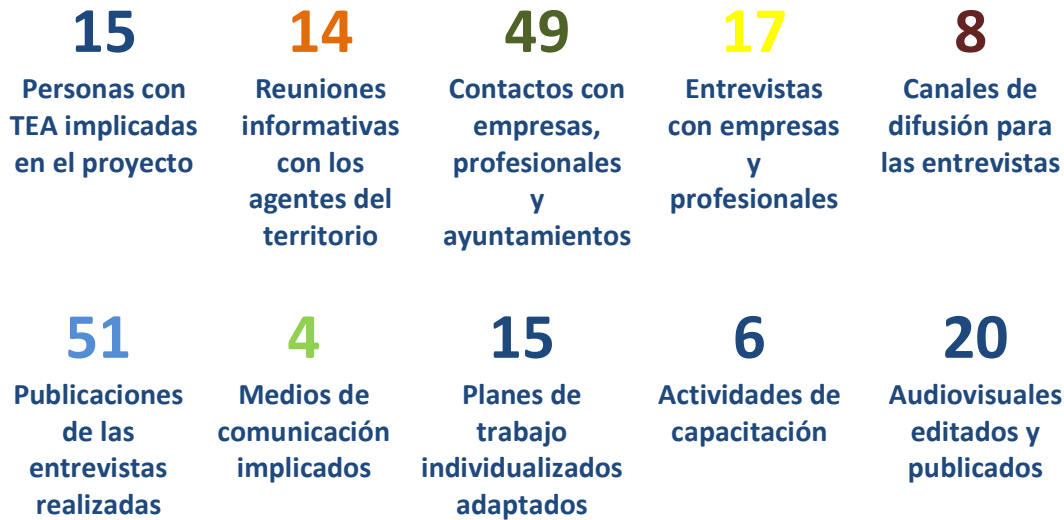 15
Personas con
TEA implicadas
en el proyecto
14
Reuniones
informativas
con los
agentes del
territorio
49
Contactos con
empresas,
profesionales
y
ayuntamientos
17
Entrevistas
con empresas
y
profesionales
8
Canales de
difusión para
las entrevistas
51
Publicaciones
de las
entrevistas
realizadas
4
Medios de
comunicación
implicados
15
Planes de
trabajo
individualizados
adaptados
6
Actividades de
capacitación
20
Audiovisuales
editados y
publicados